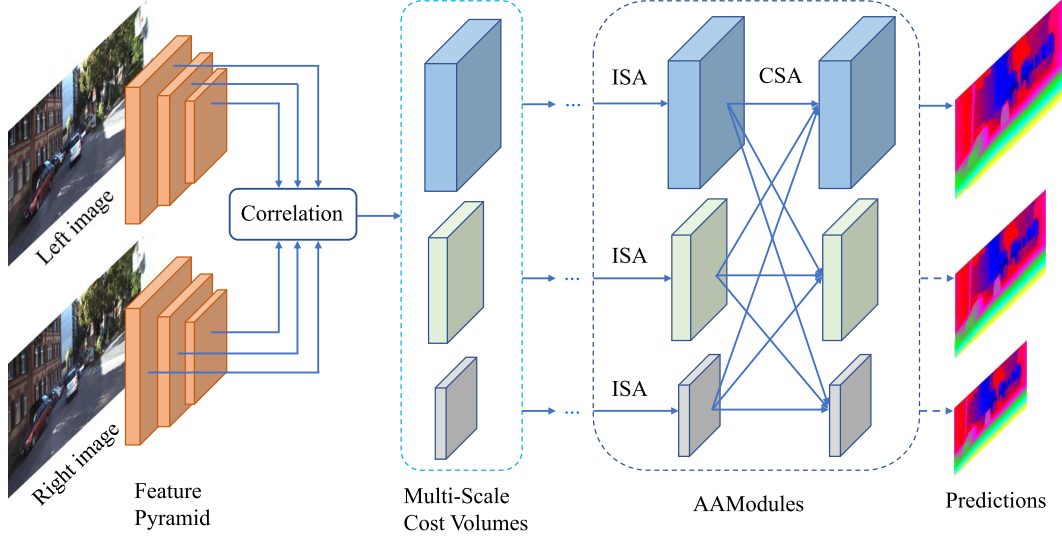 ISA
CSA
...
...
Correlation
Left image
ISA
...
...
ISA
...
...
Right image
Feature
Pyramid
Multi-Scale
Cost Volumes
AAModules
Predictions